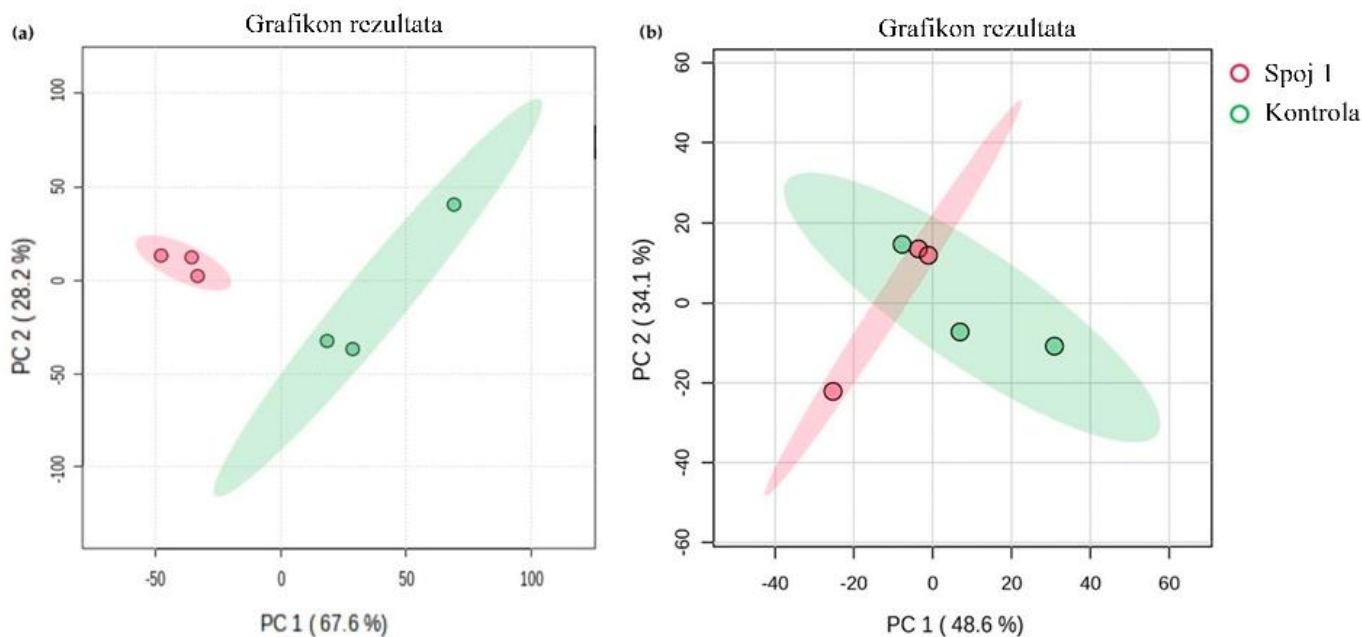 (a)
Grafikon rezultata
100
50
0
-50
-100
PC 2 ( 28.2 %)
-50
0
50
100
PC 1 ( 67.6 %)
(b)
Grafikon rezultata
60
40
20
0
-20
-40
-60
PC 2 ( 34.1 %)
-40
-20
0
20
40
60
PC 1 ( 48.6 %)
Spoj 1
Kontrola